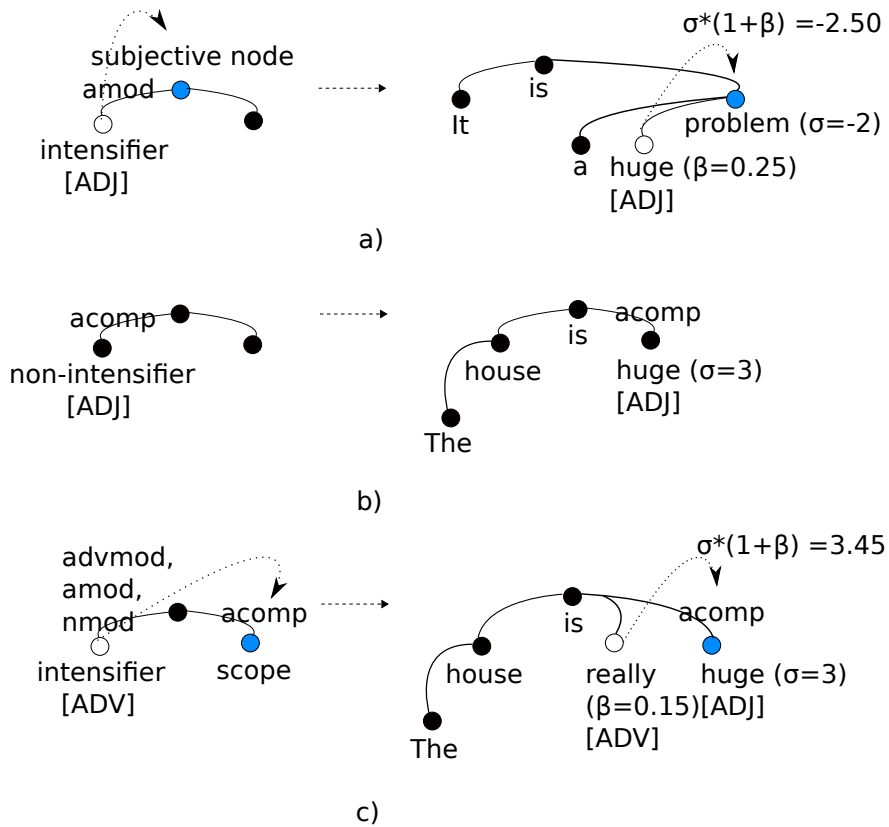 subjective node
amod
intensifier
[ADJ]
σ*(1+β) =-2.50
It
is
a
huge (β=0.25)
[ADJ]
problem (σ=-2)
a)
acomp
non-intensifier
[ADJ]
The
house
is
acomp
huge (σ=3)
[ADJ]
b)
advmod,
amod,
nmod
intensifier
[ADV]
acomp
scope
σ*(1+β) =3.45
The
house
is
really
(β=0.15)
[ADV]
acomp
huge (σ=3)
[ADJ]
c)